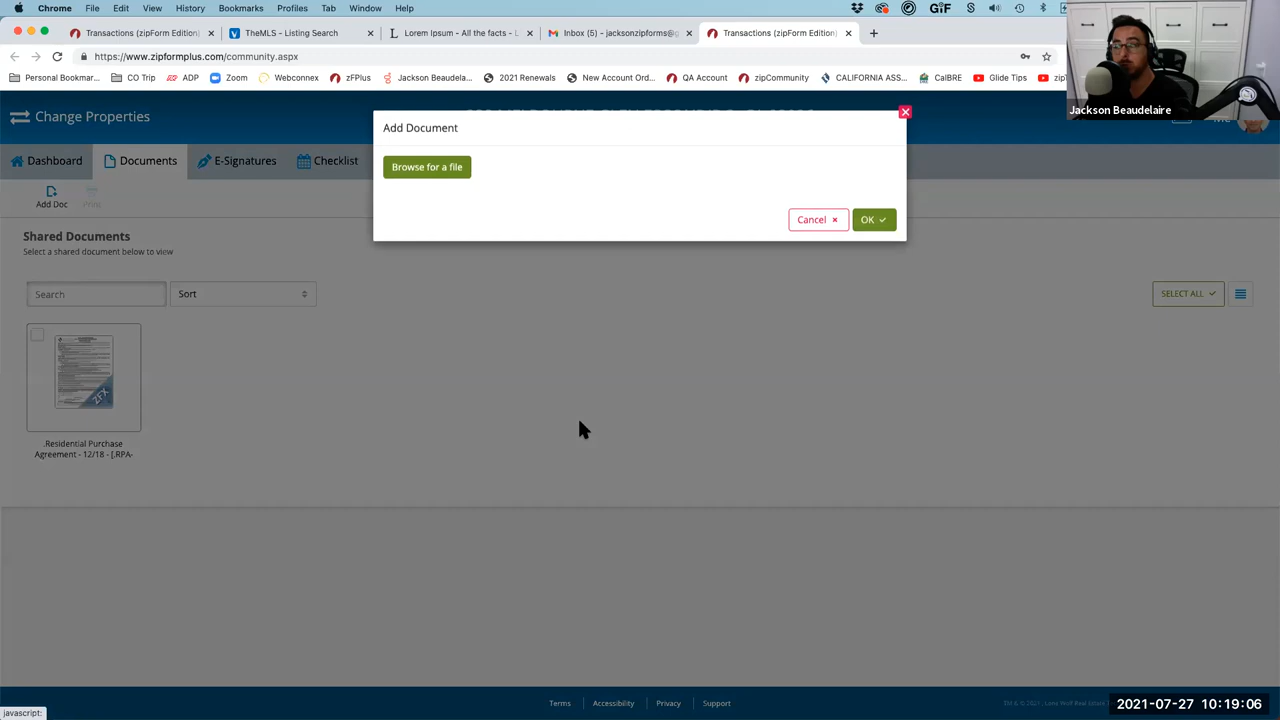 Chrome File Edit View History Bookmarks Profiles Tab Window Help GIF
Transactions (zipForm Edition) TheMLS - Listing Search Lorem Ipsum - All the facts - L Inbox ( ) - jacksonzipforms@g Transactions (zipForm Edition)
https://www.zipformplus.com/community.aspx
Personal Bookmar... CO Trip ADP Zoom Webconnex zFPlus Jackson Beaudela... 2021 Renewals New Account Ord... QA Account zipCommunity CALIFORNIA ASS... CalBRE Glide Tips
Jackson Beaudelaire
Change Properties
Add Document
Dashboard Documents E-Signatures Checklist
Browse for a file
Add Doc Print
Cancel OK
Shared Documents
Select a shared document below to view
Search Sort SELECT ALL
.Residential Purchase
Agreement - 12/18 - [.RPA-
Terms Accessibility Privacy Support
2021-07-27 10:19:06
javascript: